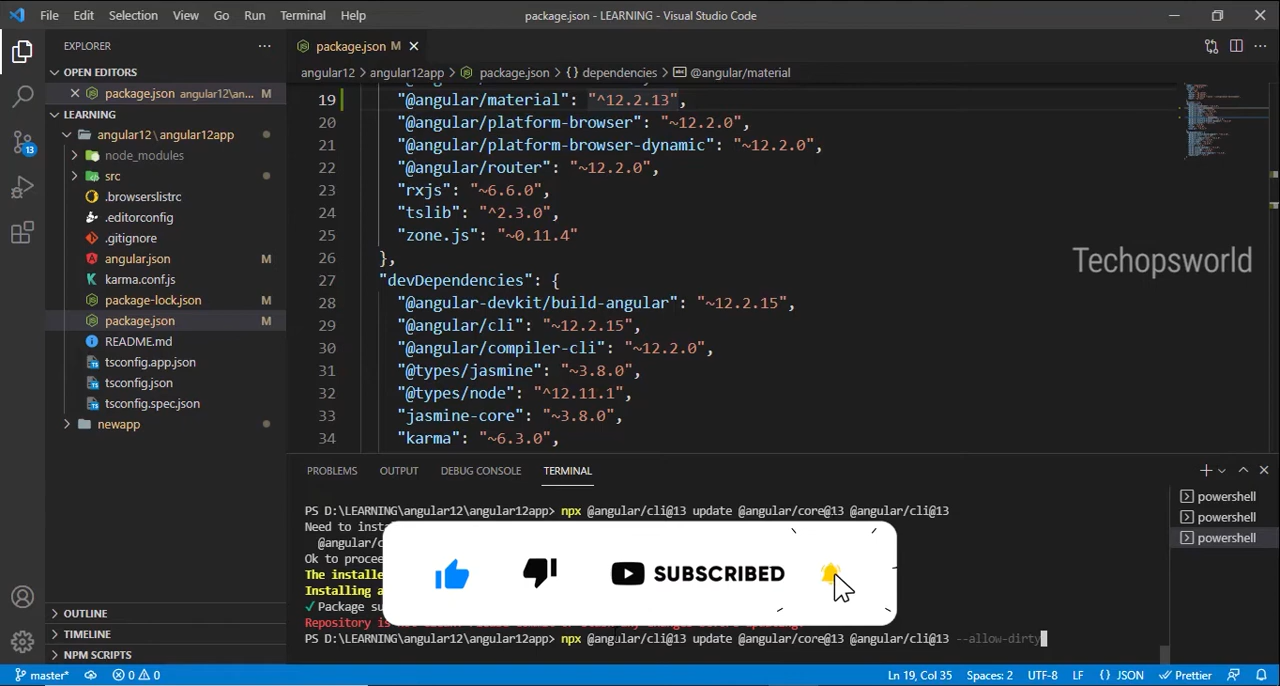 File Edit Selection View Go Run Terminal Help
package.json - LEARNING - Visual Studio Code
EXPLORER
OPEN EDITORS
package.json angular12\an... M
LEARNING
angular12 \ angular12app
node_modules
src
.browserslistrc
.editorconfig
.gitignore
angular.json M
karma.conf.js
package-lock.json M
package.json M
README.md
tsconfig.app.json
tsconfig.json
tsconfig.spec.json
newapp
OUTLINE
TIMELINE
NPM SCRIPTS
13
package.json M
angular12 > angular12app > package.json > {} dependencies > @angular/material
19 "@angular/material": "^12.2.13",
20 "@angular/platform-browser": "~12.2.0",
21 "@angular/platform-browser-dynamic": "~12.2.0",
22 "@angular/router": "~12.2.0",
23 "rxjs": "~6.6.0",
24 "tslib": "^2.3.0",
25 "zone.js": "~0.11.4"
26 },
27 "devDependencies": {
28 "@angular-devkit/build-angular": "~12.2.15",
29 "@angular/cli": "~12.2.15",
30 "@angular/compiler-cli": "~12.2.0",
31 "@types/jasmine": "~3.8.0",
32 "@types/node": "^12.11.1",
33 "jasmine-core": "~3.8.0",
34 "karma": "~6.3.0",
Techopsworld
PROBLEMS OUTPUT DEBUG CONSOLE TERMINAL
PS D:\LEARNING\angular12\angular12app> npx @angular/cli@13 update @angular/core@13 @angular/cli@13
Need to
@angular/
Ok to
The
Installing
✓ Package
Repository is
PS D:\LEARNING\angular12\angular12app> npx @angular/cli@13 update @angular/core@13 @angular/cli@13 --allow-dirty
SUBSCRIBED
powershell
powershell
powershell
master* 0 0
Ln 19, Col 35 Spaces: 2 UTF-8 LF {} JSON Prettier